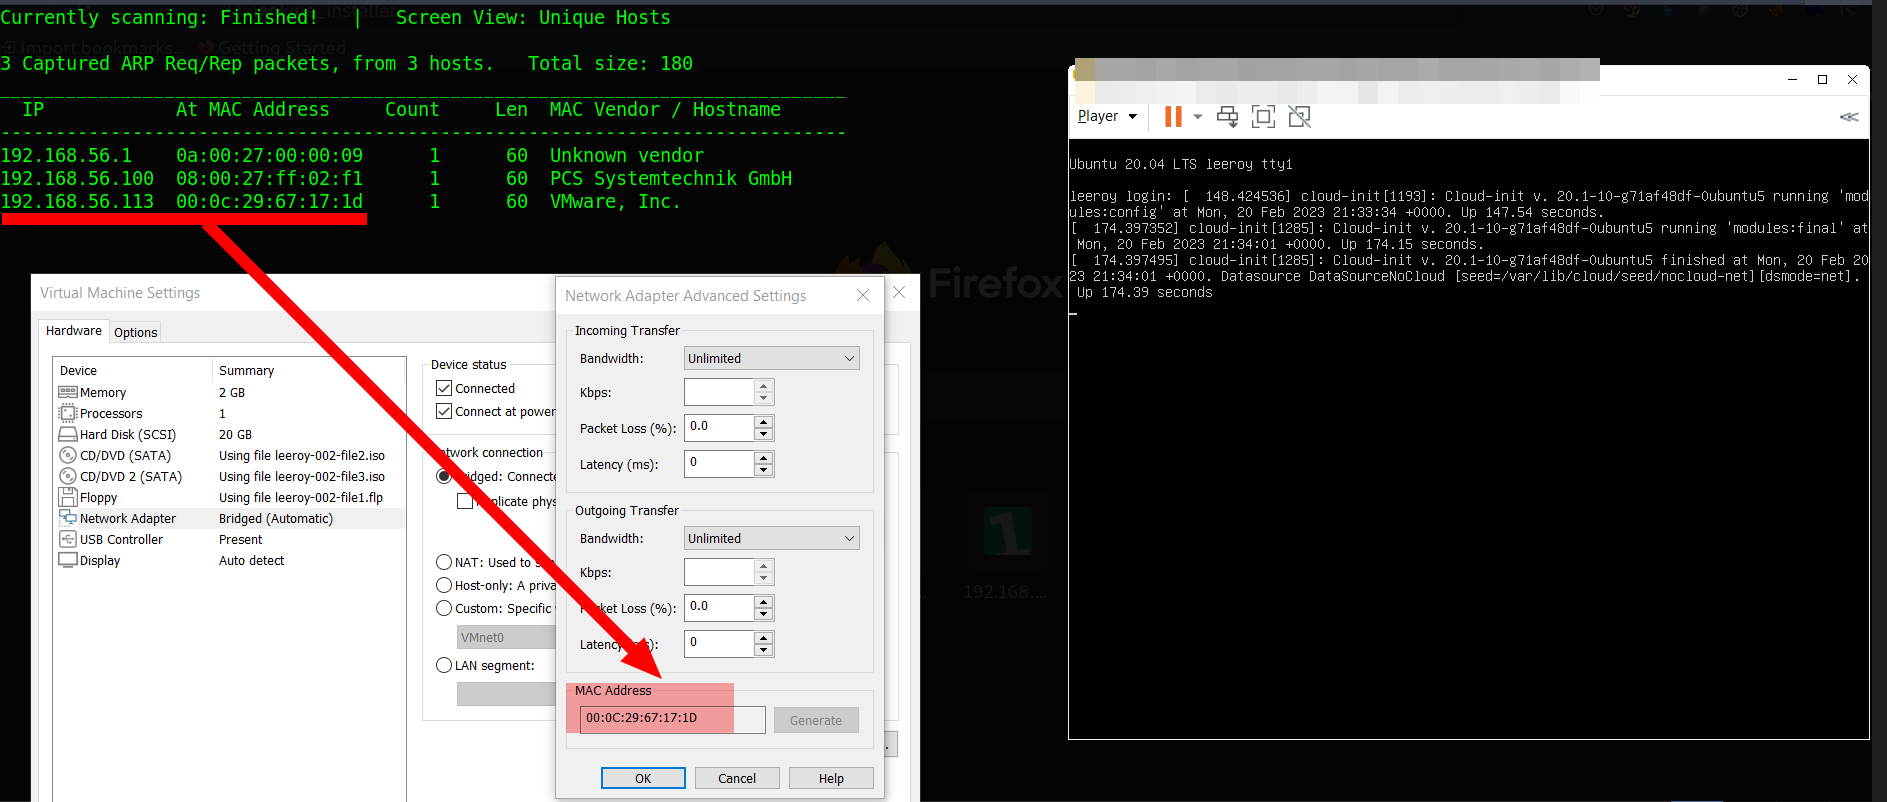 Currently scanning: Finished!   |   Screen View: Unique Hosts
Import bookmarks... Getting Started
3 Captured ARP Req/Rep packets, from 3 hosts.   Total size: 180
IP            At MAC Address     Count     Len  MAC Vendor / Hostname
192.168.56.1    0a:00:27:00:00:09      1      60  Unknown vendor
192.168.56.100  08:00:27:ff:02:f1      1      60  PCS Systemtechnik GmbH
192.168.56.113  00:0c:29:67:17:1d      1      60  VMware, Inc.
Firefox
192.168....
Virtual Machine Settings
Hardware Options
Device Summary
Memory 2 GB
Processors 1
Hard Disk (SCSI) 20 GB
CD/DVD (SATA) Using file leeroy-002-file2.iso
CD/DVD 2 (SATA) Using file leeroy-002-file3.iso
Floppy Using file leeroy-002-file1.flp
Network Adapter Bridged (Automatic)
USB Controller Present
Display Auto detect
Device status
Connected
Connect at power
twork connection
idged: Connecte
plicate phys
NAT: Used to s
Host-only: A priva
Custom: Specific
VMnet0
LAN segment:
Network Adapter Advanced Settings
Incoming Transfer
Bandwidth: Unlimited
Kbps:
Packet Loss (%): 0.0
Latency (ms): 0
Outgoing Transfer
Bandwidth: Unlimited
Kbps:
cket Loss (%): 0.0
Latency s): 0
MAC Address
00:0C:29:67:17:1D Generate
OK Cancel Help
Player
Ubuntu 20.04 LTS leeroy tty1
leeroy login: [  148.424536] cloud-init[1193]: Cloud-init v. 20.1-10-g71af48df-0ubuntu5 running 'mod
ules:config' at Mon, 20 Feb 2023 21:33:34 +0000. Up 147.54 seconds.
[  174.397352] cloud-init[1285]: Cloud-init v. 20.1-10-g71af48df-0ubuntu5 running 'modules:final' at
Mon, 20 Feb 2023 21:34:01 +0000. Up 174.15 seconds.
[  174.397495] cloud-init[1285]: Cloud-init v. 20.1-10-g71af48df-0ubuntu5 finished at Mon, 20 Feb 20
23 21:34:01 +0000. Datasource DataSourceNoCloud [seed=/var/lib/cloud/seed/nocloud-net][dsmode=net].
Up 174.39 seconds